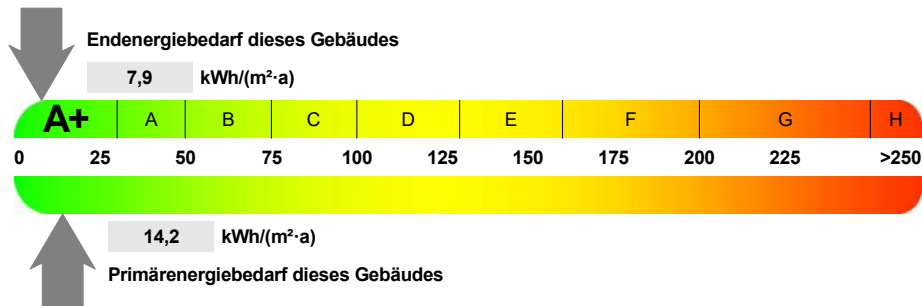 Endenergiebedarf dieses Gebäudes
7,9 kWh/(m²·a)
A+ A B C D E F G H
0 25 50 75 100 125 150 175 200 225 >250
14,2 kWh/(m²·a)
Primärenergiebedarf dieses Gebäudes